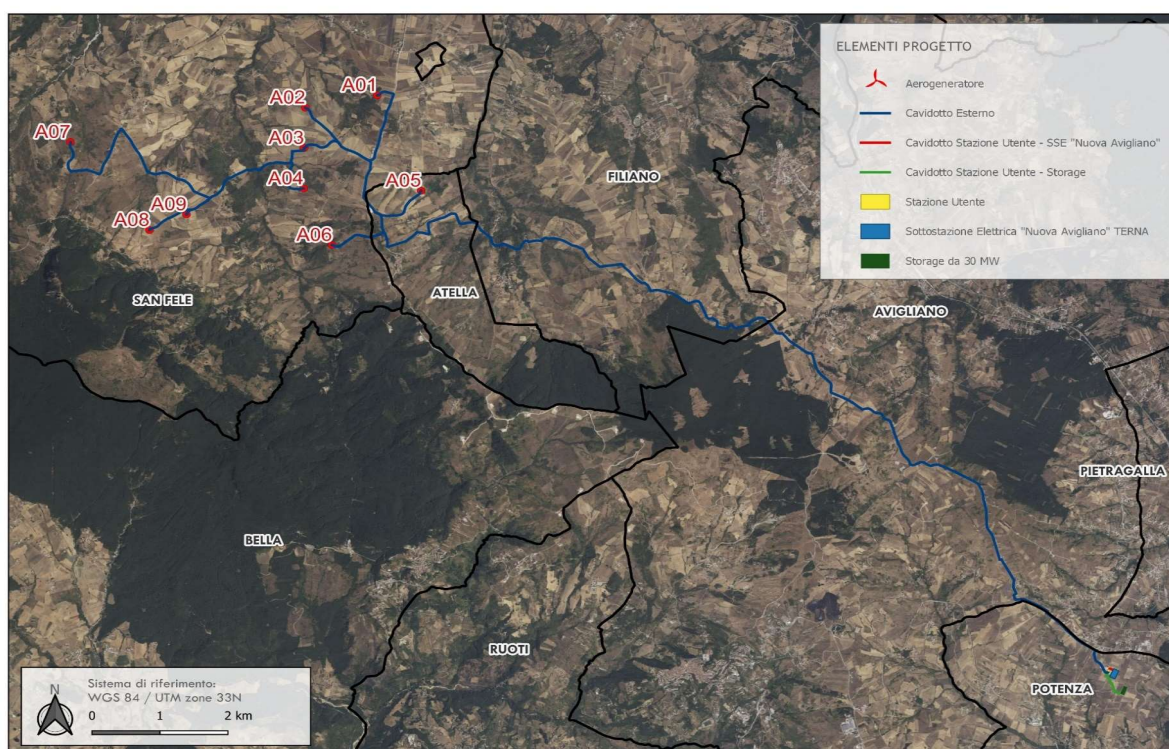 A01
A02
A03
A07
A04
A05
A09
A08
A06
FILIANO
SAN FELE
ATELLA
AVIGLIANO
PIETRAGALLA
BELLA
RUOTI
POTENZA
ELEMENTI PROGETTO
Aerogeneratore
Cavidotto Esterno
Cavidotto Stazione Utente - SSE "Nuova Avigliano"
Cavidotto Stazione Utente - Storage
Stazione Utente
Sottostazione Elettrica "Nuova Avigliano" TERNA
Storage da 30 MW
Sistema di riferimento:
WGS 84 / UTM zone 33N
N
0 1 2 km